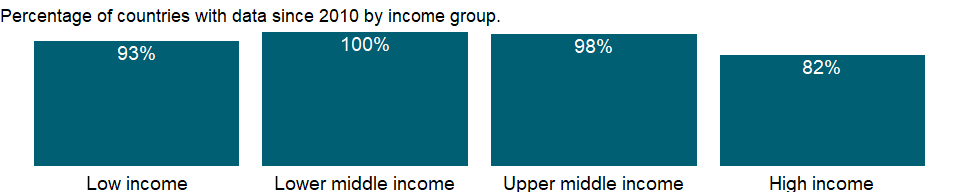 Percentage of countries with data since 2010 by income group.
93%
100%
98%
82%
Low income
Lower middle income
Upper middle income
High income